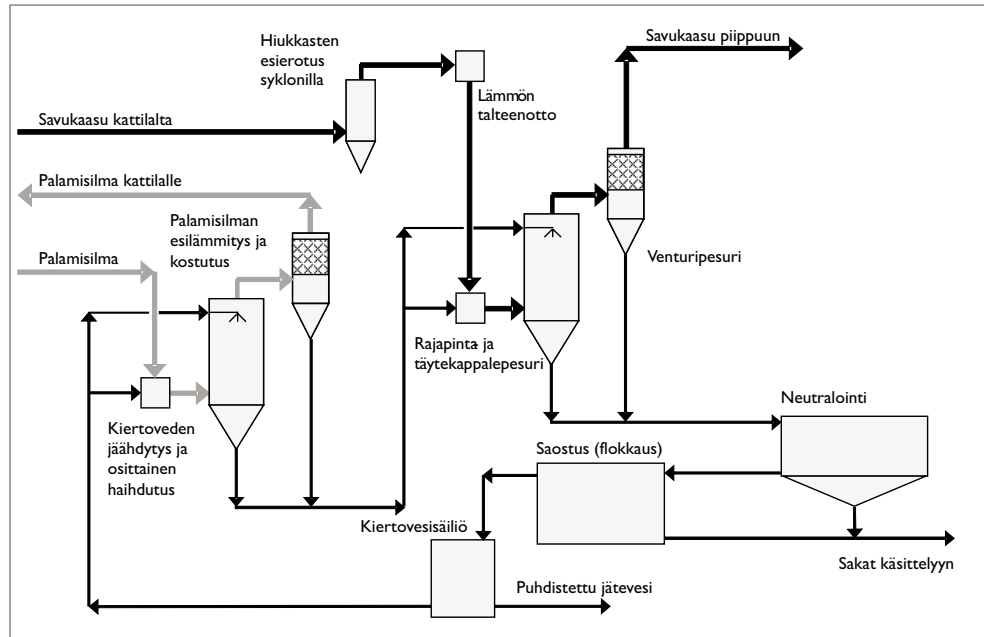 Hiukkasten
esierotus
syklonilla
Savukaasu piippuun
Lämmön
talteenotto
Savukaasu kattilalta
Palamisilma kattilalle
Palamisilman
esilämmitys ja
kostutus
Venturipesuri
Palamisilma
Rajapinta- ja
täytekappalepesuri
Neutralointi
Kiertoveden
jäähdytys ja
osittainen
haihdutus
Saostus (flokkaus)
Kiertovesisäiliö
Sakat käsittelyyn
Puhdistettu jätevesi